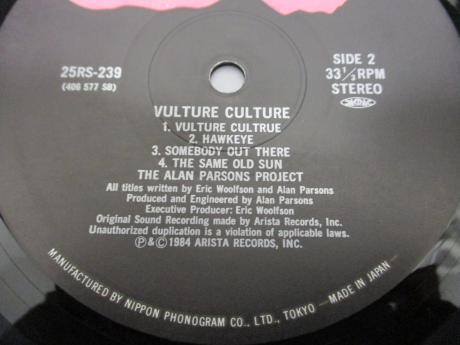 25RS-239
(406 577 SB)
SIDE 2
33 1/3 RPM
STEREO
VULTURE CULTURE
1. VULTURE CULTRUE
2. HAWKEYE
3. SOMEBODY OUT THERE
4. THE SAME OLD SUN
THE ALAN PARSONS PROJECT
All titles written by Eric Woolfson and Alan Parsons
Produced and Engineered by Alan Parsons
Executive Producer: Eric Woolfson
Original Sound Recording made by Arista Records, Inc.
Unauthorized duplication is a violation of applicable laws.
Ⓟ&Ⓒ1984 ARISTA RECORDS, INC.
MANUFACTURED BY NIPPON PHONOGRAM CO., LTD., TOKYO—MADE IN JAPAN—